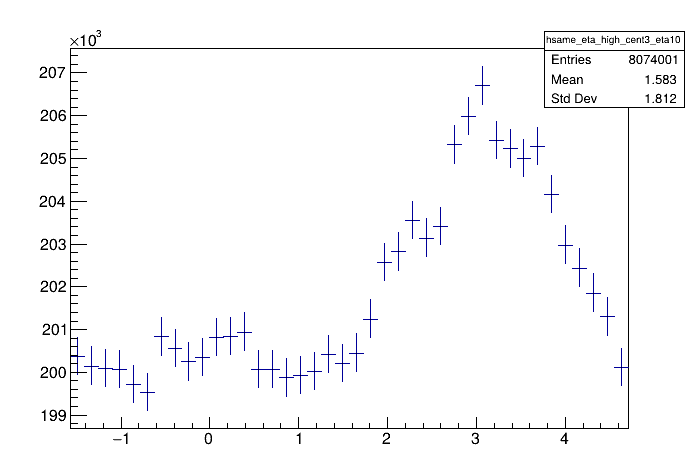 ×10³
hsame_eta_high_cent3_eta10
Entries 8074001
Mean 1.583
Std Dev 1.812
207
206
205
204
203
202
201
200
199
−1 0 1 2 3 4